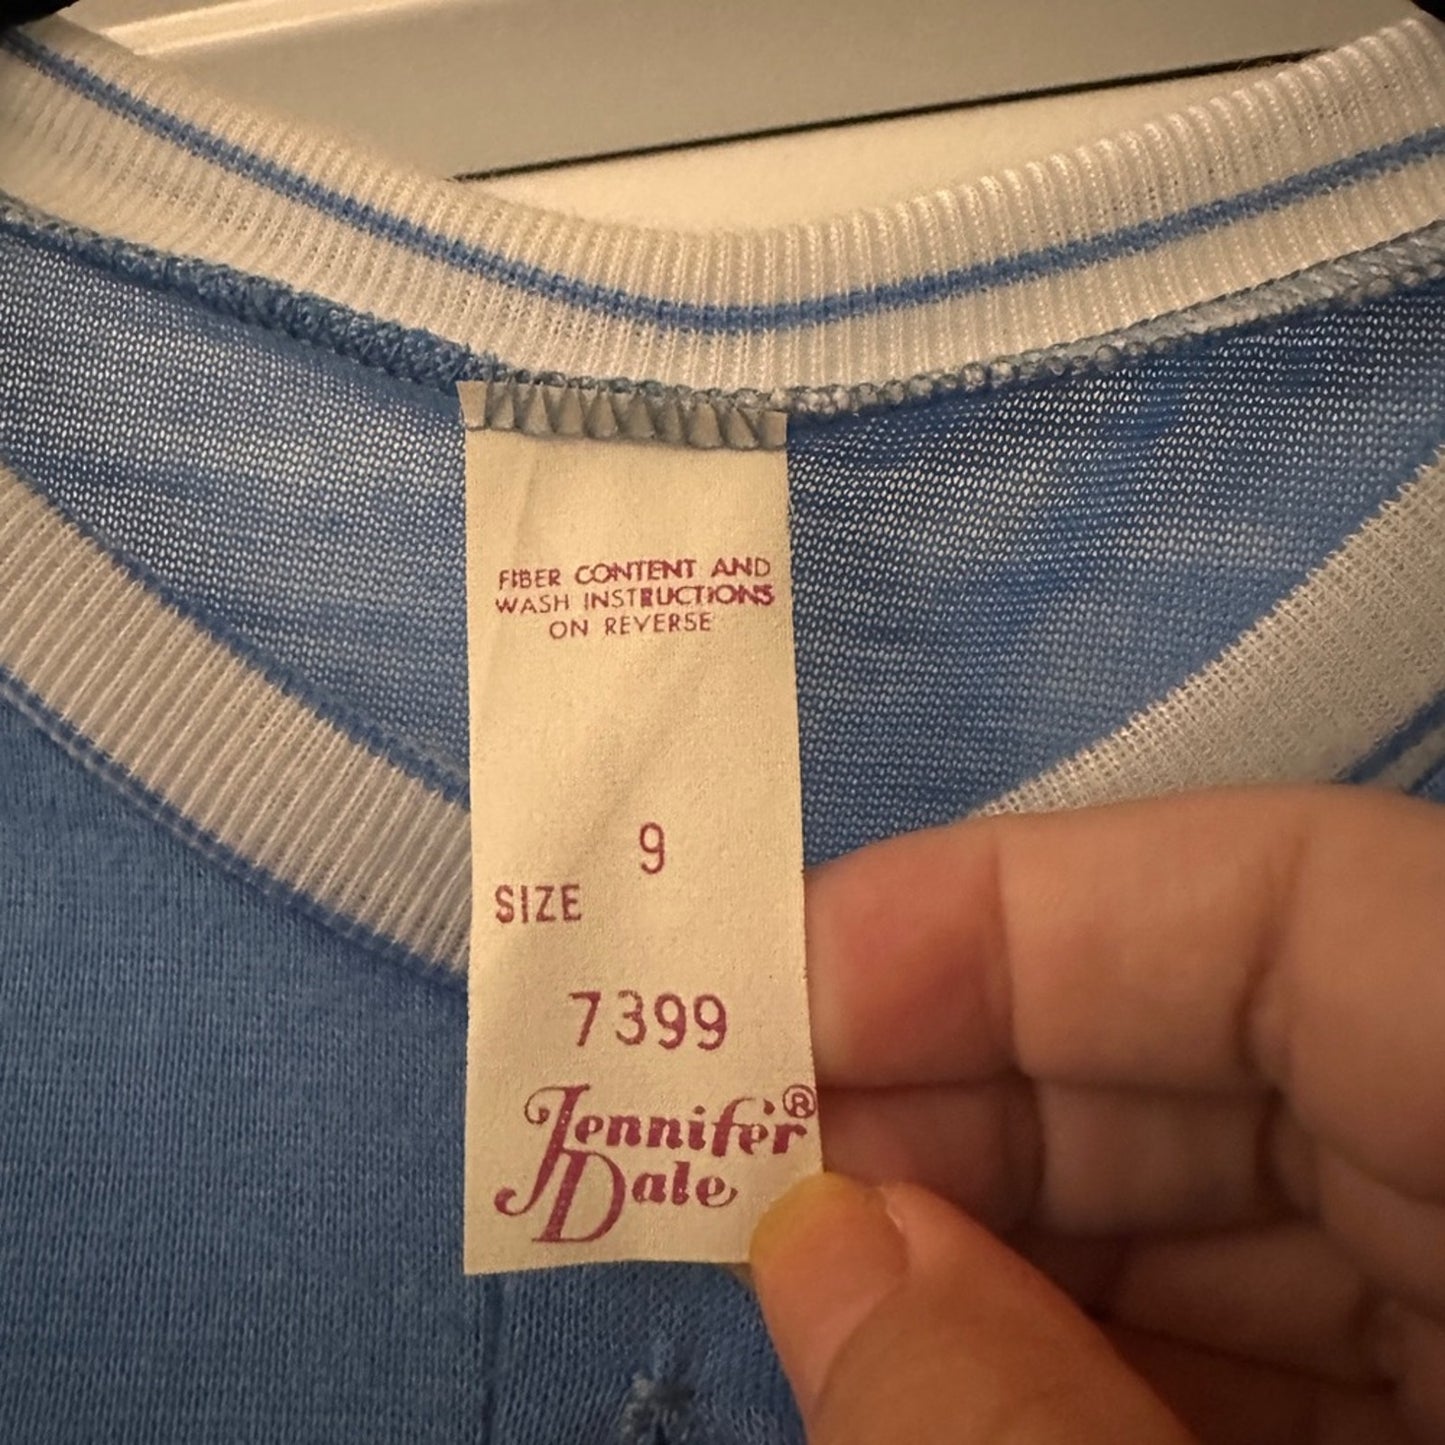 FIBER CONTENT AND
WASH INSTRUCTIONS
ON REVERSE
9
SIZE
7399
Jennifer®
Dale